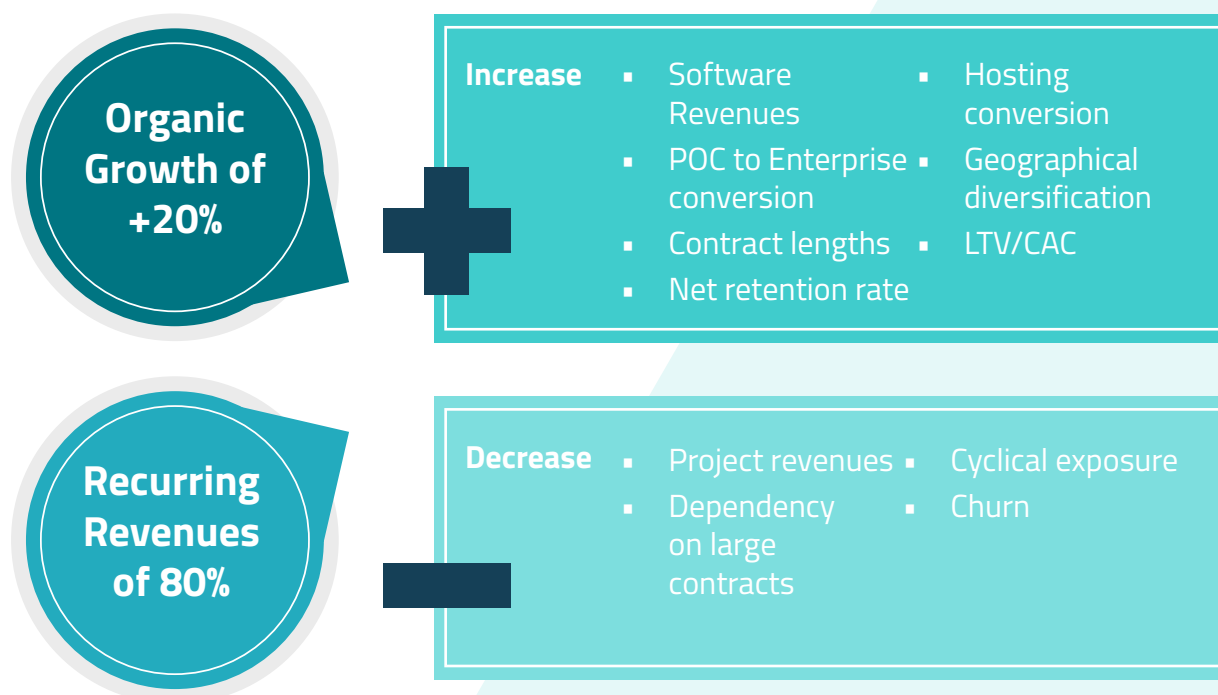 Organic
Growth of
+20%
Increase
▪ Software
Revenues
▪ POC to Enterprise
conversion
▪ Contract lengths
▪ Net retention rate
▪ Hosting
conversion
▪ Geographical
diversification
▪ LTV/CAC
Recurring
Revenues
of 80%
Decrease
▪ Project revenues
▪ Dependency
on large
contracts
▪ Cyclical exposure
▪ Churn